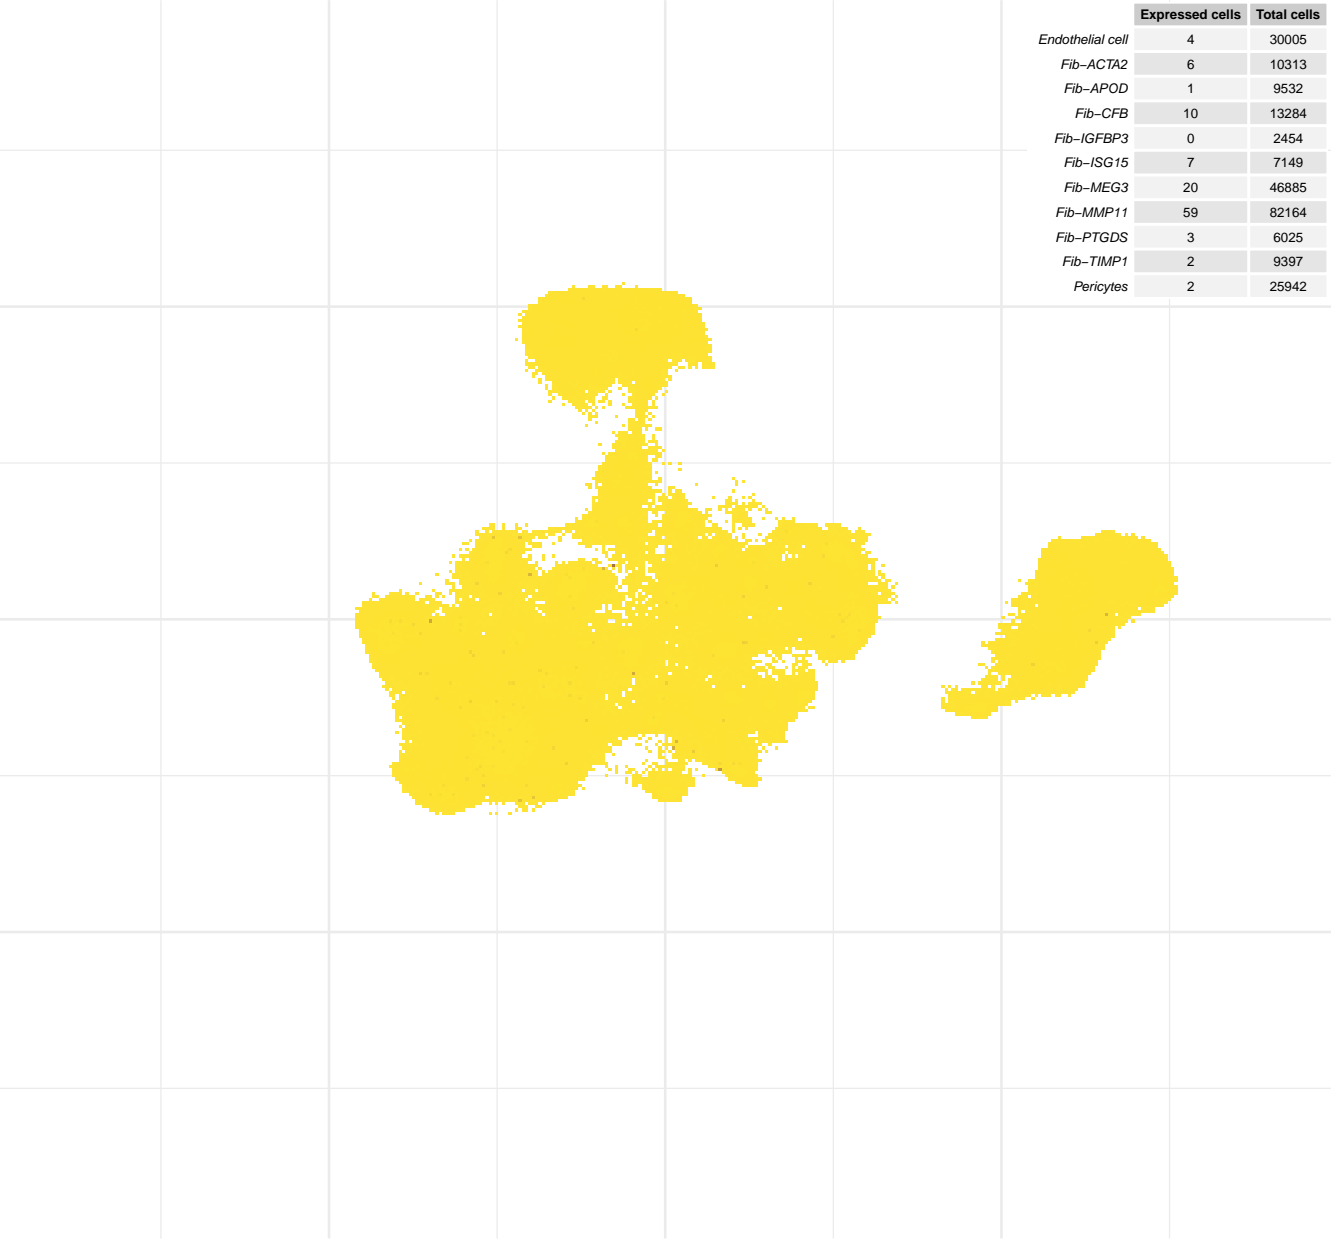 Expressed cells Total cells
Endothelial cell 4 30005
Fib−ACTA2 6 10313
Fib−APOD 1 9532
Fib−CFB 10 13284
Fib−IGFBP3 0 2454
Fib−ISG15 7 7149
Fib−MEG3 20 46885
Fib−MMP11 59 82164
Fib−PTGDS 3 6025
Fib−TIMP1 2 9397
Pericytes 2 25942